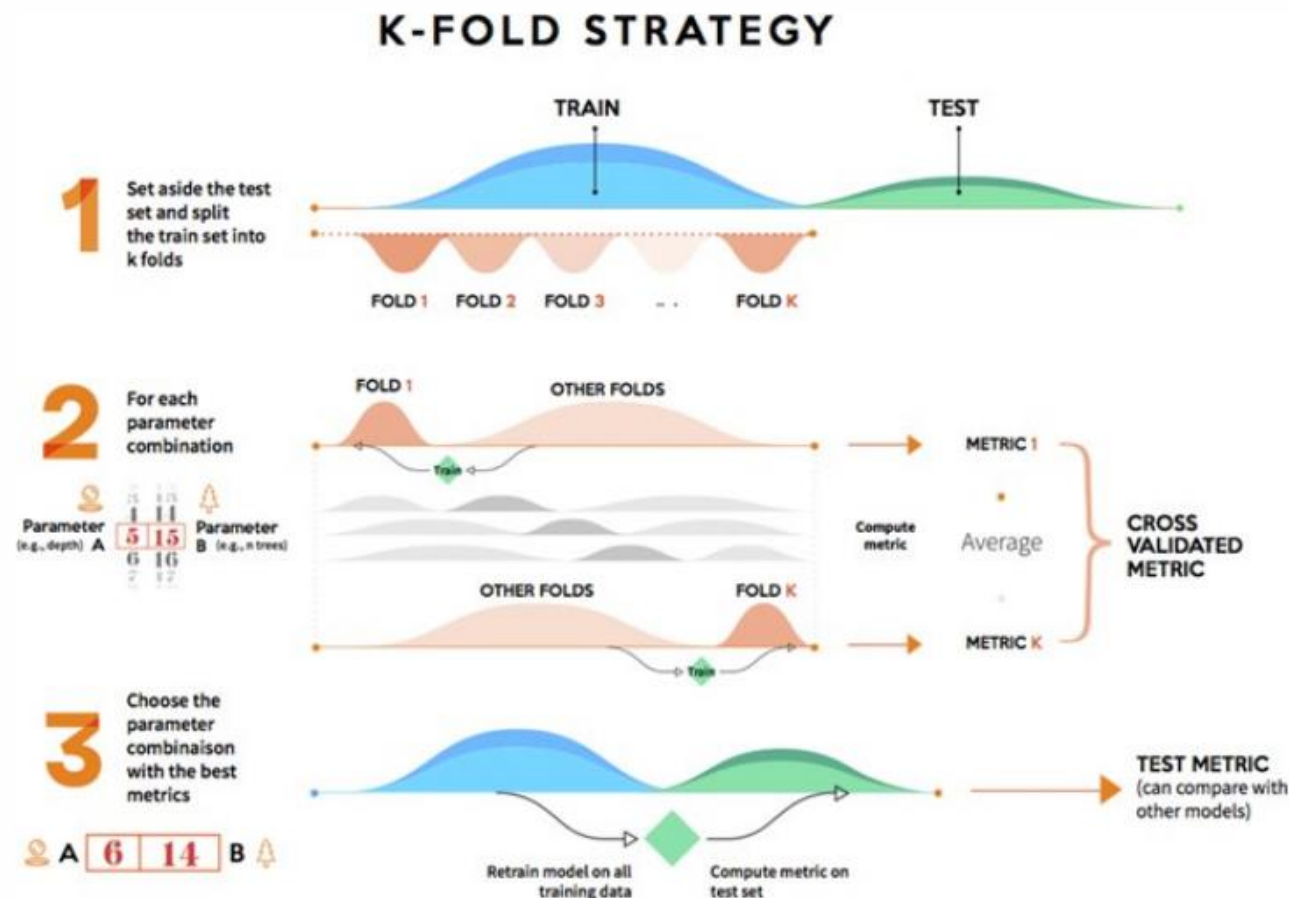 K-FOLD STRATEGY
TRAIN
TEST
1
Set aside the test
set and split
the train set into
k folds
FOLD 1
FOLD 2
FOLD 3
...
FOLD K
2
For each
parameter
combination
FOLD 1
OTHER FOLDS
Train
METRIC 1
Parameter
(e.g., depth) A
5 15
6 16
Parameter
B (e.g., n trees)
Compute
metric
Average
CROSS
VALIDATED
METRIC
OTHER FOLDS
FOLD K
Train
METRIC K
3
Choose the
parameter
combinaison
with the best
metrics
A 6 14 B
Retrain model on all
training data
Compute metric on
test set
TEST METRIC
(can compare with
other models)